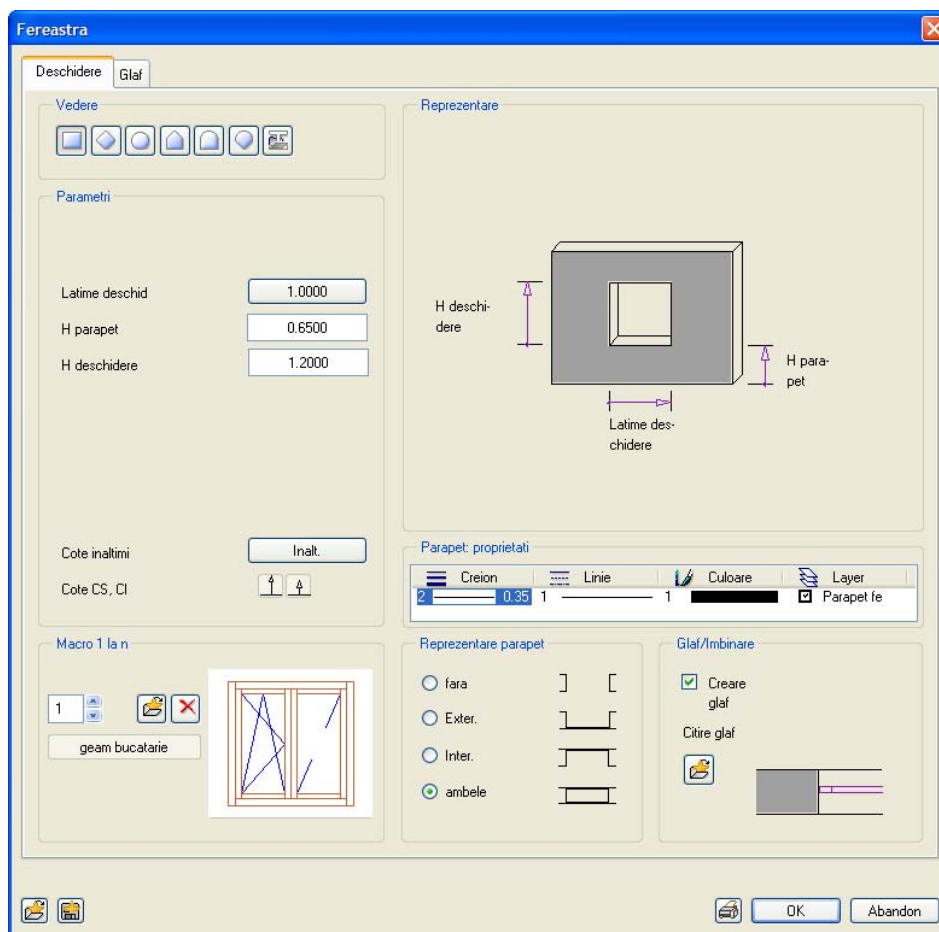 Fereastra
Deschidere Glaf
Vedere
Parametri
Latime deschid 1.0000
H parapet 0.6500
H deschidere 1.2000
Cote inaltimi Inalt.
Cote CS, CI
Macro 1 la n
1
geam bucatarie
Reprezentare
H deschi-
dere
H para-
pet
Latime des-
chidere
Parapet: proprietati
Creion Linie Culoare Layer
2 0.35 1 1 Parapet fe
Reprezentare parapet
fara
Exter.
Inter.
ambele
Glaf/Imbinare
Creare
glaf
Citire glaf
OK Abandon